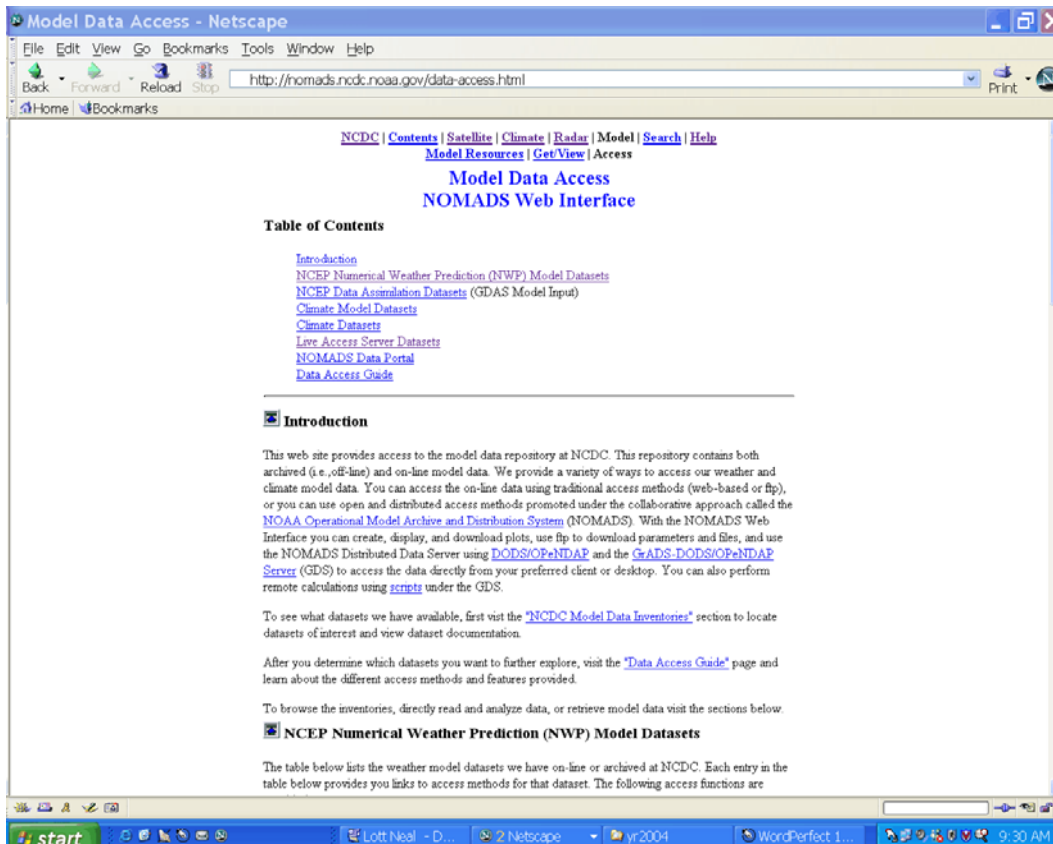 Model Data Access - Netscape
File Edit View Go Bookmarks Tools Window Help
Back Forward Reload Stop http://nomads.ncdc.noaa.gov/data-access.html Print
Home Bookmarks
NCDC | Contents | Satellite | Climate | Radar | Model | Search | Help
Model Resources | Get/View | Access
Model Data Access
NOMADS Web Interface
Table of Contents
Introduction
NCEP Numerical Weather Prediction (NWP) Model Datasets
NCEP Data Assimilation Datasets (GDAS Model Input)
Climate Model Datasets
Climate Datasets
Live Access Server Datasets
NOMADS Data Portal
Data Access Guide
Introduction
This web site provides access to the model data repository at NCDC. This repository contains both
archived (i.e.,off-line) and on-line model data. We provide a variety of ways to access our weather and
climate model data. You can access the on-line data using traditional access methods (web-based or ftp),
or you can use open and distributed access methods promoted under the collaborative approach called the
NOAA Operational Model Archive and Distribution System (NOMADS). With the NOMADS Web
Interface you can create, display, and download plots, use ftp to download parameters and files, and use
the NOMADS Distributed Data Server using DODS/OPeNDAP and the GrADS-DODS/OPeNDAP
Server (GDS) to access the data directly from your preferred client or desktop. You can also perform
remote calculations using scripts under the GDS.
To see what datasets we have available, first vist the "NCDC Model Data Inventories" section to locate
datasets of interest and view dataset documentation.
After you determine which datasets you want to further explore, visit the "Data Access Guide" page and
learn about the different access methods and features provided.
To browse the inventories, directly read and analyze data, or retrieve model data visit the sections below.
NCEP Numerical Weather Prediction (NWP) Model Datasets
The table below lists the weather model datasets we have on-line or archived at NCDC. Each entry in the
table below provides you links to access methods for that dataset. The following access functions are
start Lott Neal - D... 2 Netscape yr2004 WordPerfect 1... 9:30 AM